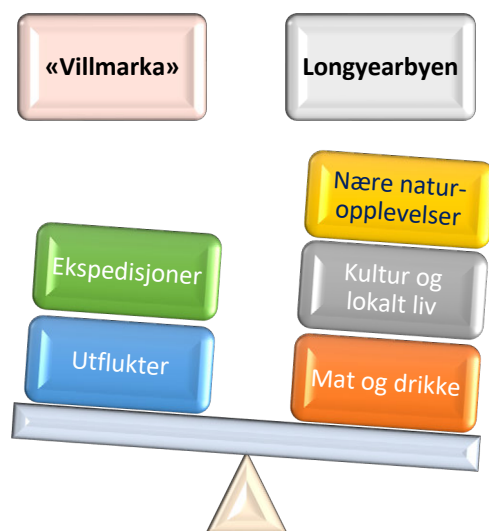 «Villmarka»
Longyearbyen
Nære natur-
opplevelser
Ekspedisjoner
Kultur og
lokalt liv
Utflukter
Mat og drikke